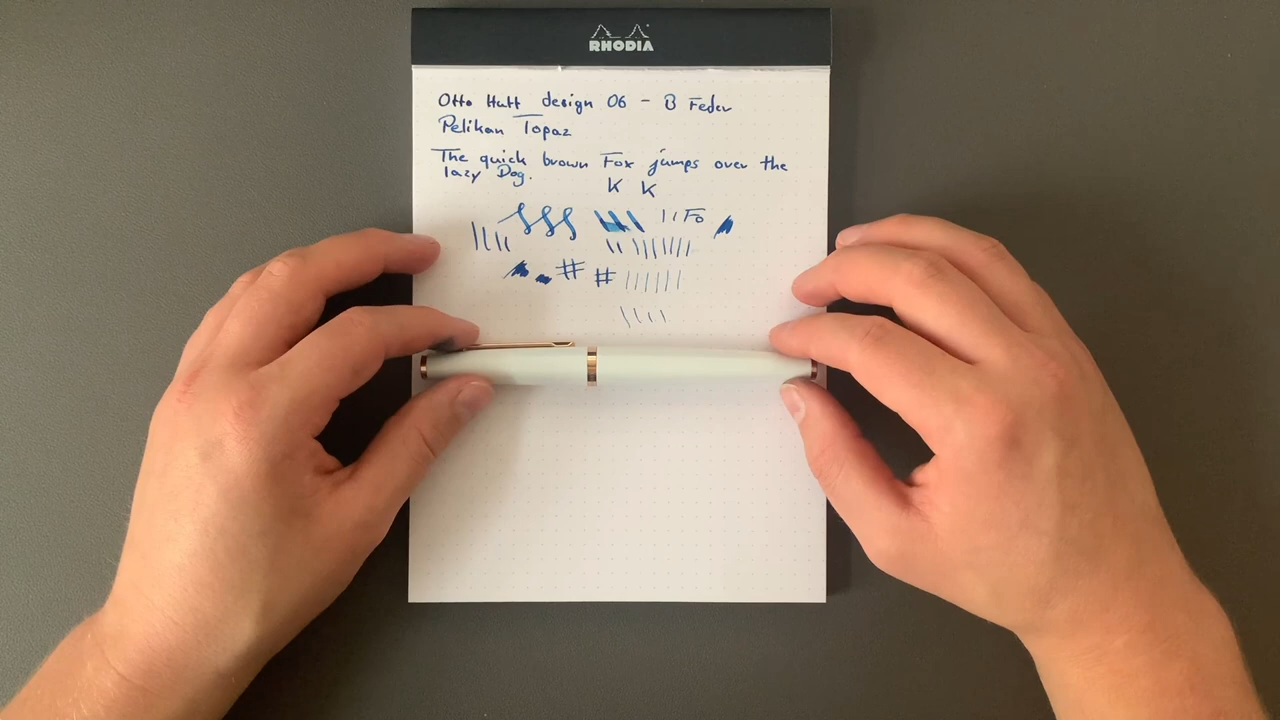 RHODIA
Otto Hutt design 06 - B Feder
Pelikan Topaz
The quick brown Fox jumps over the
lazy Dog.
K K
Fo
# #